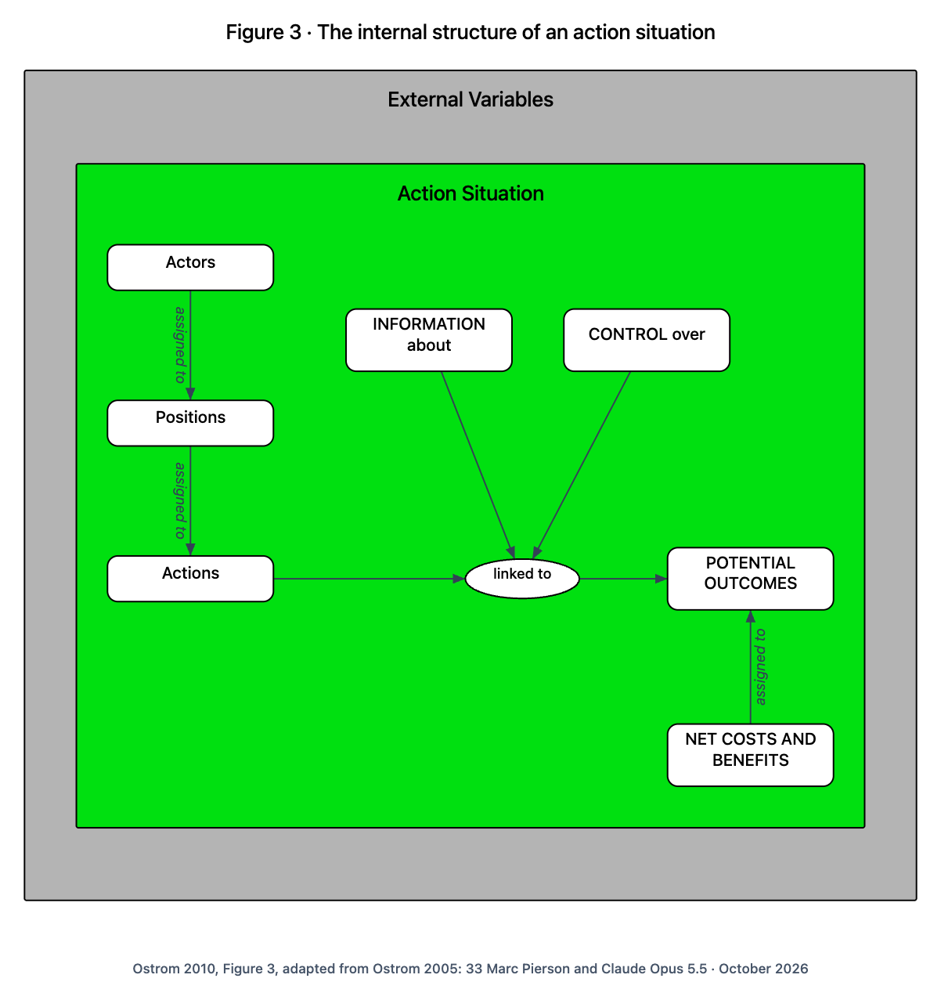 Figure 3 · The internal structure of an action situation
External Variables
Action Situation
Actors
assigned to
INFORMATION
about
CONTROL over
Positions
assigned to
Actions
linked to
POTENTIAL
OUTCOMES
assigned to
NET COSTS AND
BENEFITS
Ostrom 2010, Figure 3, adapted from Ostrom 2005: 33 Marc Pierson and Claude Opus 5.5 · October 2026